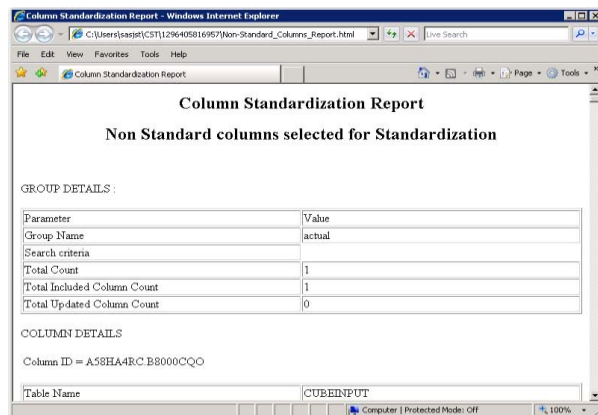 Column Standardization Report - Windows Internet Explorer
C:\Users\sasjst\CST\1296405816957\Non-Standard_Columns_Report.html
Live Search
File Edit View Favorites Tools Help
Column Standardization Report
Page Tools
Column Standardization Report
Non Standard columns selected for Standardization
GROUP DETAILS :
Parameter Value
Group Name actual
Search criteria
Total Count 1
Total Included Column Count 1
Total Updated Column Count 0
COLUMN DETAILS
Column ID = A58HA4RC.B8000CQO
Table Name CUBEINPUT
Computer | Protected Mode: Off 100%